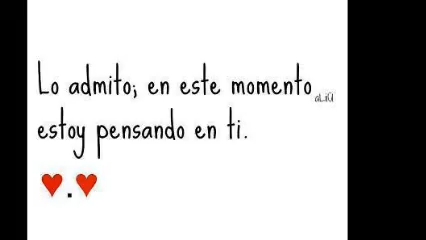 Lo admito; en este momento
estoy pensando en ti.
♥.♥